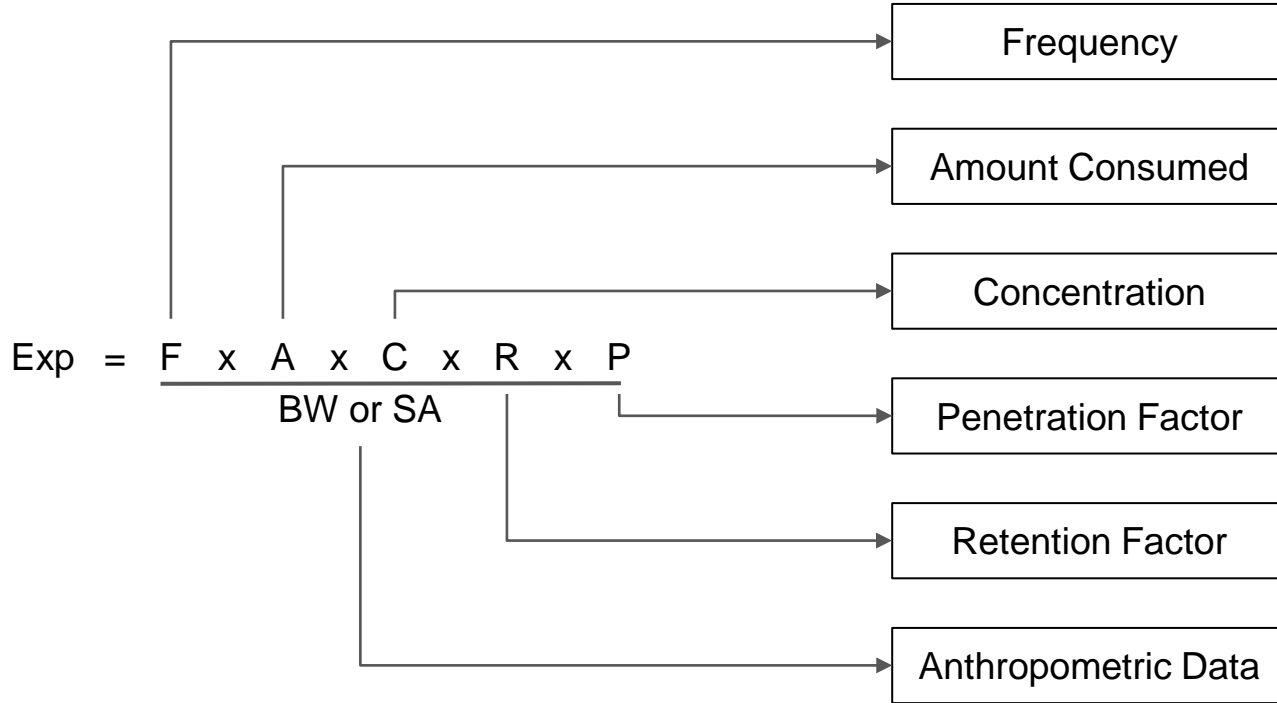 Frequency
Amount Consumed
Concentration
Exp = F x A x C x R x P
BW or SA
Penetration Factor
Retention Factor
Anthropometric Data